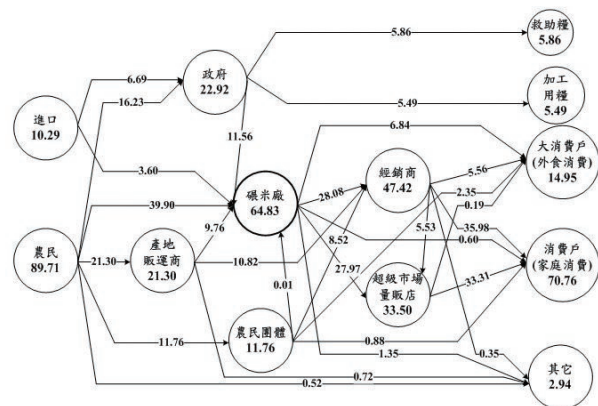 5.86
救助糧
5.86
6.69
政府
22.92
16.23
5.49
加工
用糧
5.49
進口
10.29
11.56
6.84
3.60
大消費戶
(外食消費)
14.95
經銷商
47.42
5.56
2.35
0.19
碾米廠
64.83
28.08
39.90
9.76
8.52
5.53
35.98
0.60
農民
89.71
21.30
產地
販運商
21.30
10.82
27.97
超級市場
量販店
33.50
33.31
消費戶
(家庭消費)
70.76
0.01
11.76
農民團體
11.76
0.88
1.35
0.35
0.72
0.52
其它
2.94